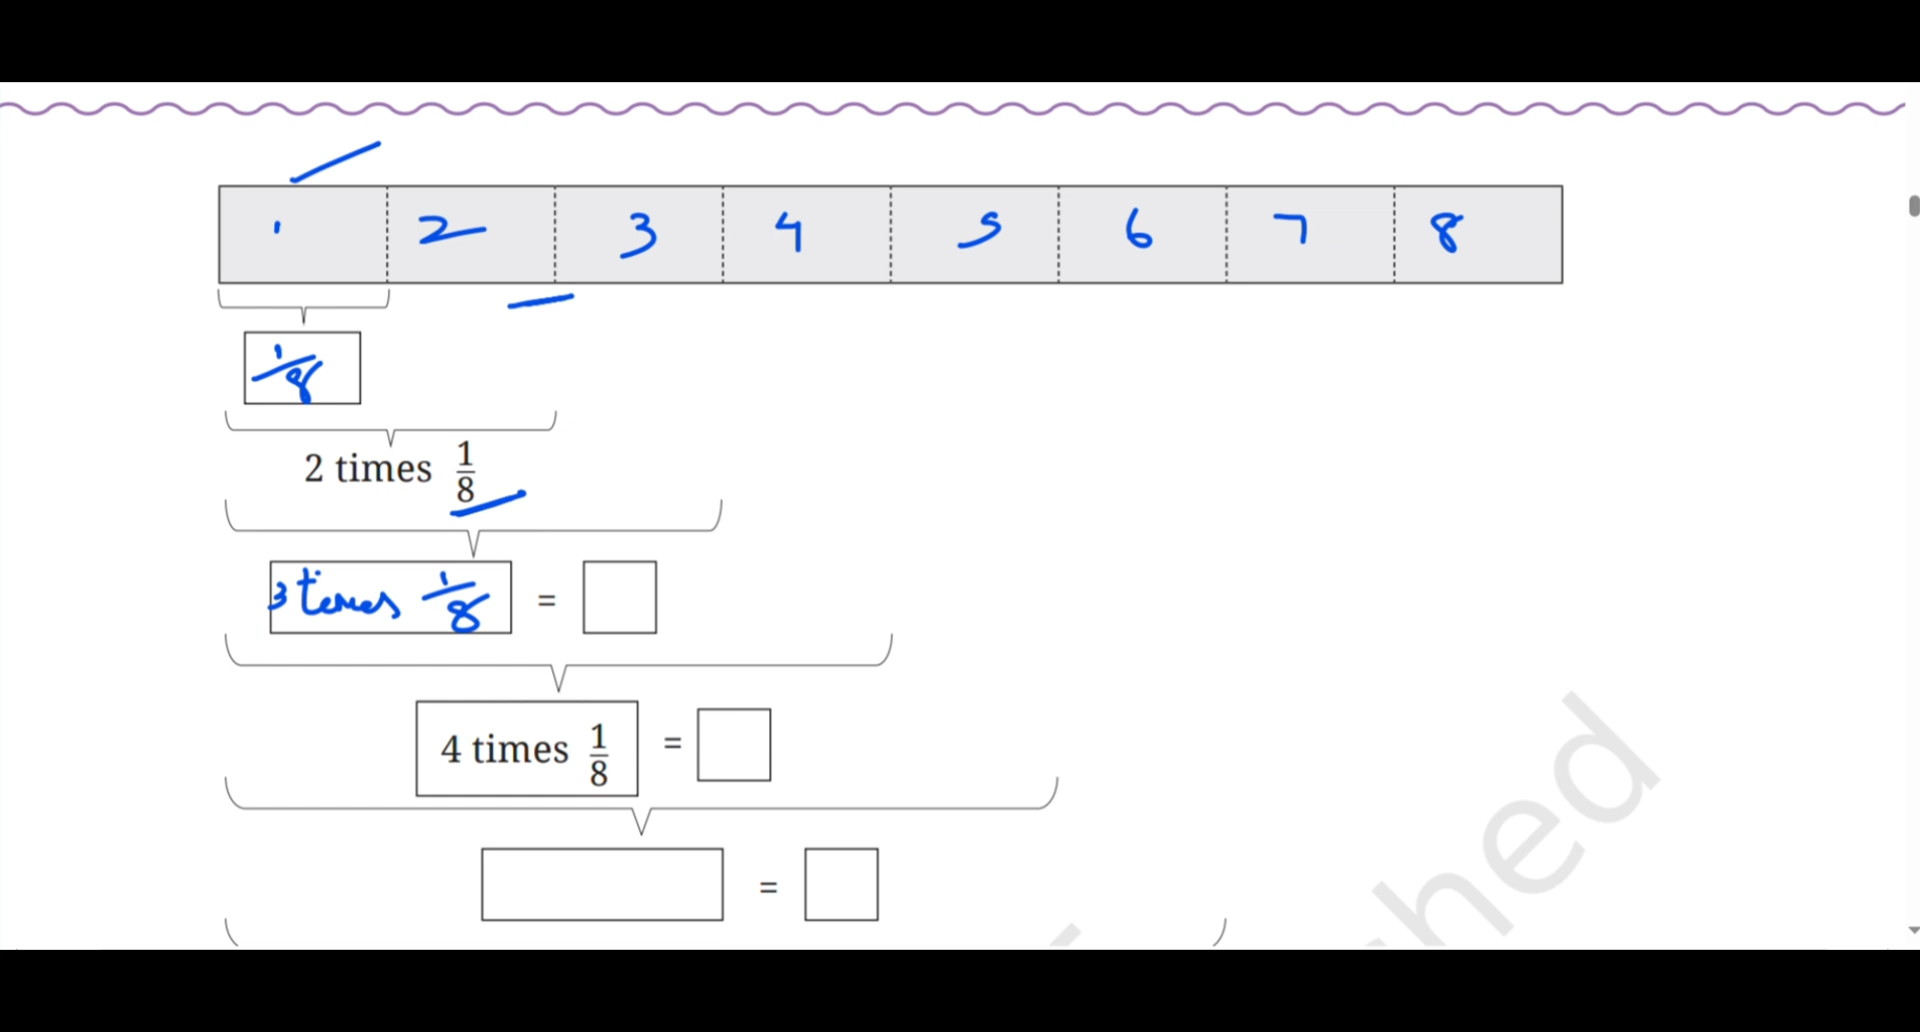 1 2 3 4 5 6 7 8
1/8
2 times 1/8
3 times 1/8 =
4 times 1/8 =
=
hed